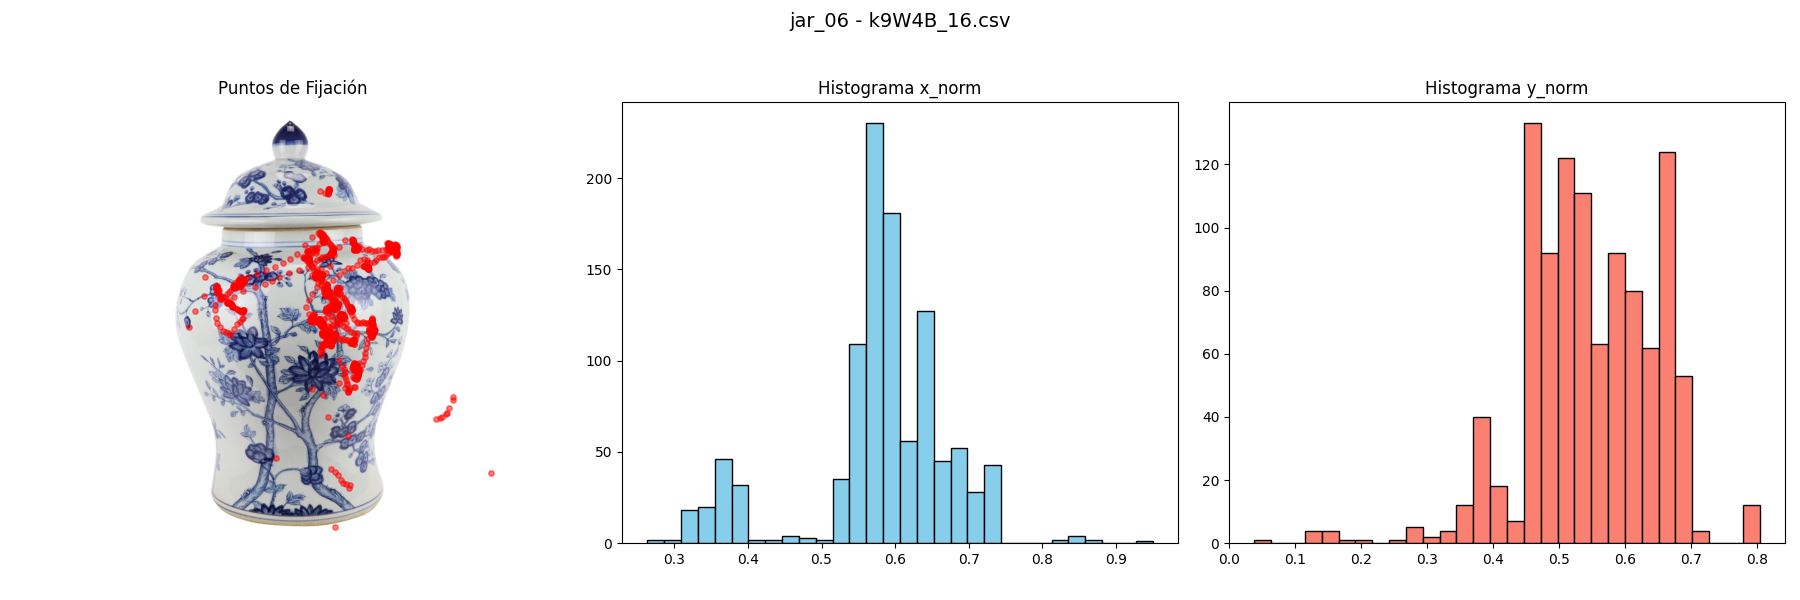 jar_06 - k9W4B_16.csv
Puntos de Fijación
Histograma x_norm
Histograma y_norm
200
150
100
50
0
0.3 0.4 0.5 0.6 0.7 0.8 0.9
120
100
80
60
40
20
0
0.0 0.1 0.2 0.3 0.4 0.5 0.6 0.7 0.8